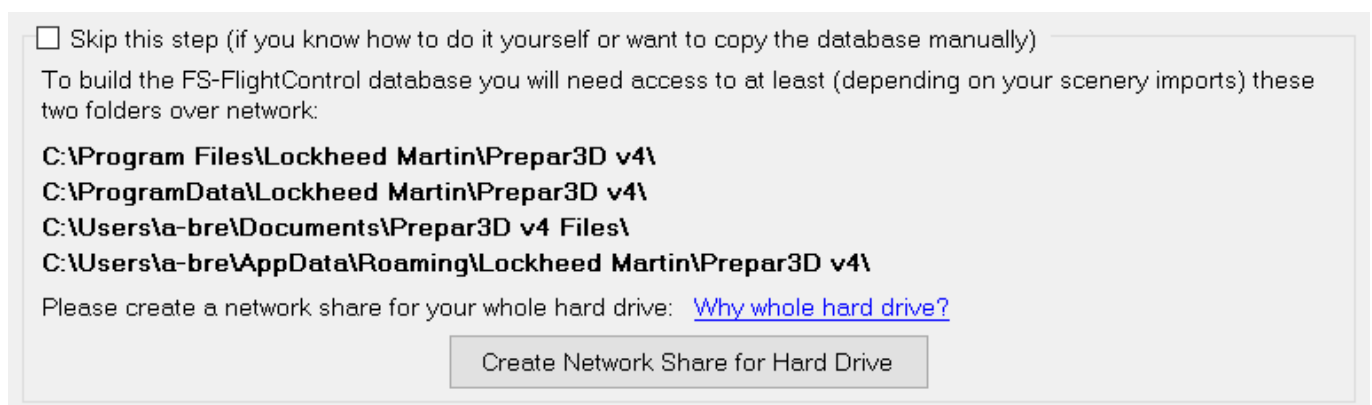 Skip this step (if you know how to do it yourself or want to copy the database manually)
To build the FS-FlightControl database you will need access to at least (depending on your scenery imports) these
two folders over network:
C:\Program Files\Lockheed Martin\Prepar3D v4\
C:\ProgramData\Lockheed Martin\Prepar3D v4\
C:\Users\a-bre\Documents\Prepar3D v4 Files\
C:\Users\a-bre\AppData\Roaming\Lockheed Martin\Prepar3D v4\
Please create a network share for your whole hard drive: Why whole hard drive?
Create Network Share for Hard Drive